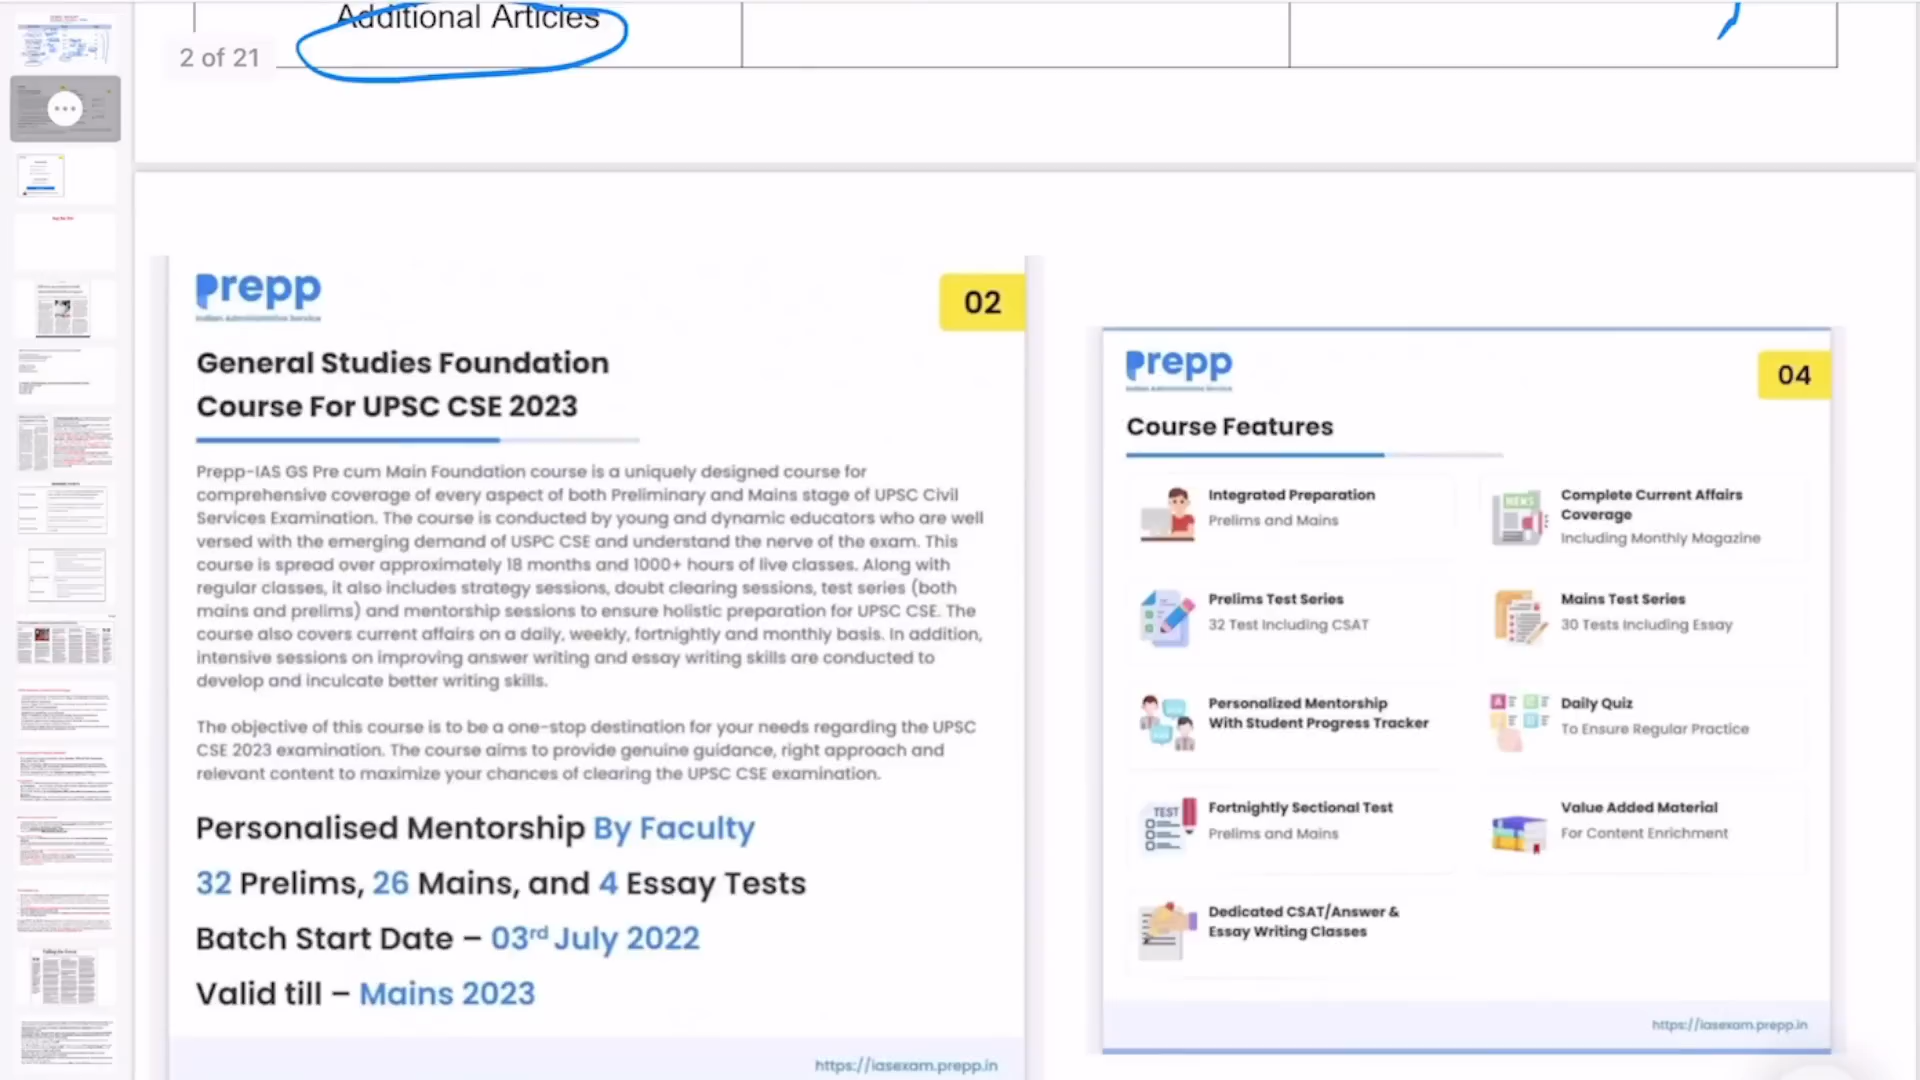 Additional Articles
2 of 21
prepp
Indian Administrative Service
02
General Studies Foundation
Course For UPSC CSE 2023
Prepp-IAS GS Pre cum Main Foundation course is a uniquely designed course for
comprehensive coverage of every aspect of both Preliminary and Mains stage of UPSC Civil
Services Examination. The course is conducted by young and dynamic educators who are well
versed with the emerging demand of USPC CSE and understand the nerve of the exam. This
course is spread over approximately 18 months and 1000+ hours of live classes. Along with
regular classes, it also includes strategy sessions, doubt clearing sessions, test series (both
mains and prelims) and mentorship sessions to ensure holistic preparation for UPSC CSE. The
course also covers current affairs on a daily, weekly, fortnightly and monthly basis. In addition,
intensive sessions on improving answer writing and essay writing skills are conducted to
develop and inculcate better writing skills.
The objective of this course is to be a one-stop destination for your needs regarding the UPSC
CSE 2023 examination. The course aims to provide genuine guidance, right approach and
relevant content to maximize your chances of clearing the UPSC CSE examination.
Personalised Mentorship By Faculty
32 Prelims, 26 Mains, and 4 Essay Tests
Batch Start Date – 03rd July 2022
Valid till – Mains 2023
https://iasexam.prepp.in
prepp
Indian Administrative Service
04
Course Features
Integrated Preparation
Prelims and Mains
NEWS
Complete Current Affairs
Coverage
Including Monthly Magazine
Prelims Test Series
32 Test Including CSAT
Mains Test Series
30 Tests Including Essay
Personalized Mentorship
With Student Progress Tracker
Daily Quiz
To Ensure Regular Practice
TEST
Fortnightly Sectional Test
Prelims and Mains
Value Added Material
For Content Enrichment
Dedicated CSAT/Answer &
Essay Writing Classes
https://iasexam.prepp.in